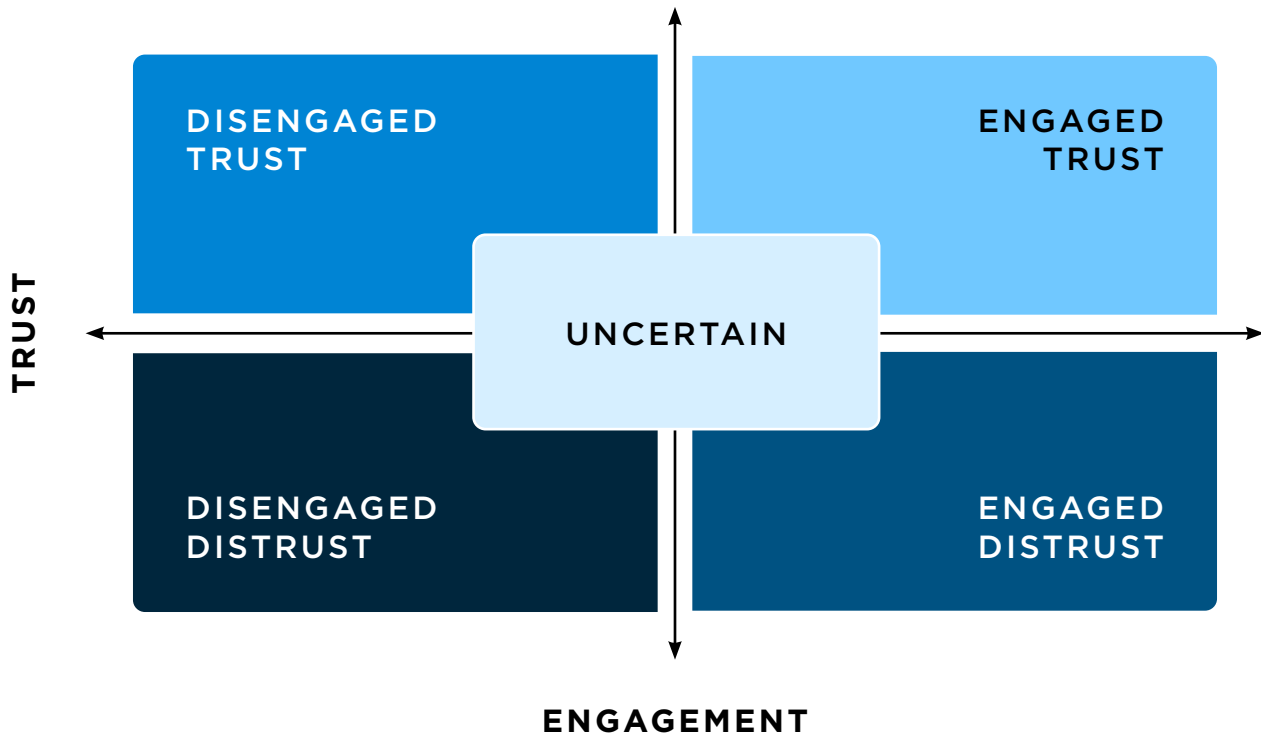 DISENGAGED
TRUST
ENGAGED
TRUST
TRUST
UNCERTAIN
DISENGAGED
DISTRUST
ENGAGED
DISTRUST
ENGAGEMENT